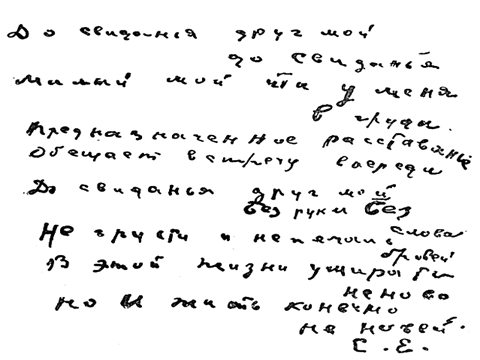 До свиданья друг мой
до свиданья
милый мой ты у меня
в груди.
Предназначенное расставанье
Обещает встречу впереди
До свиданья друг мой
без руки без
слова
Не грусти и не печаль
бровей
В этой жизни умирать
не ново
но и жить конечно
не новей.
С. Е.